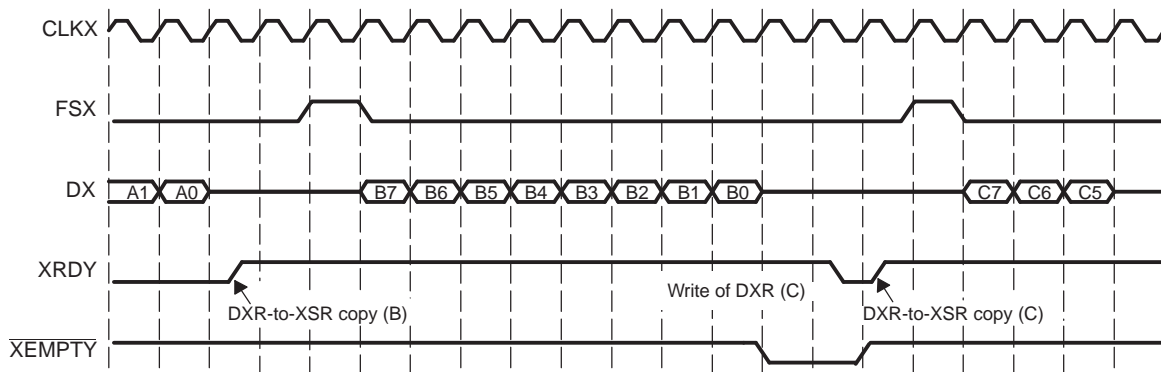 CLKX
FSX
DX A1 A0 B7 B6 B5 B4 B3 B2 B1 B0 C7 C6 C5
XRDY
Write of DXR (C)
DXR-to-XSR copy (B) DXR-to-XSR copy (C)
XEMPTY